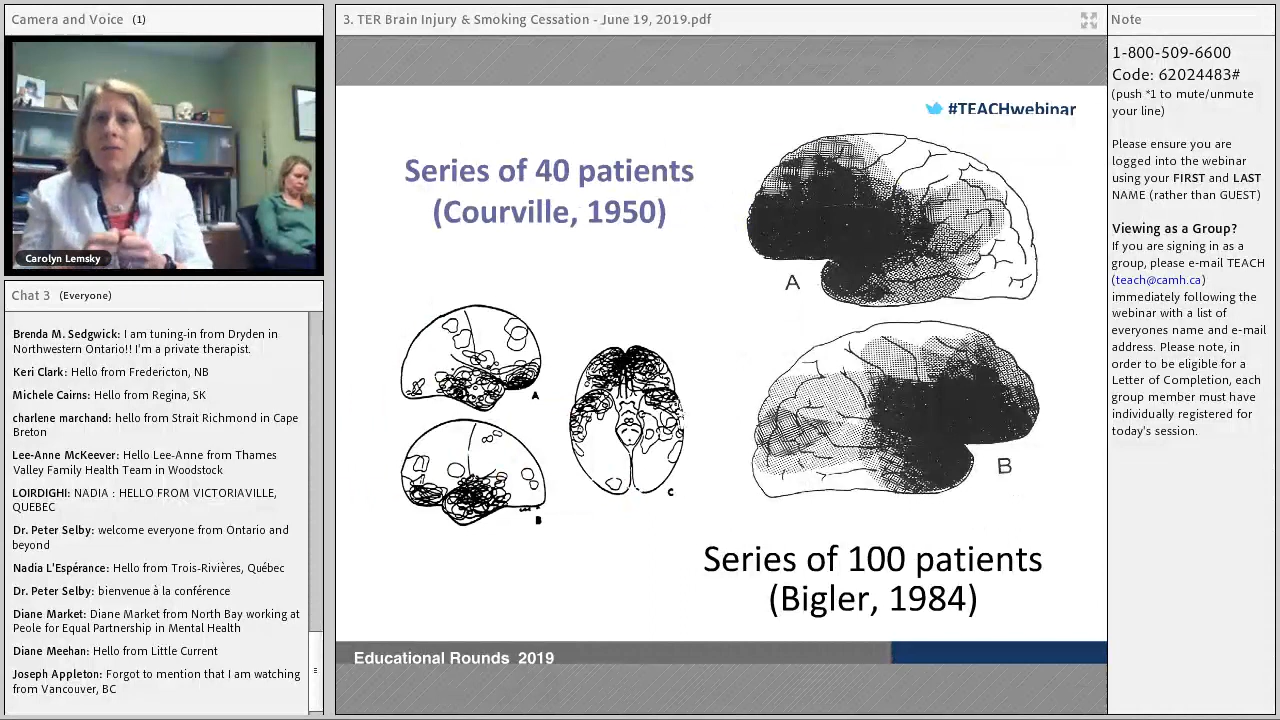 Camera and Voice (1)
Carolyn Lemsky
Chat 3 (Everyone)
Brenda M. Sedgwick: I am tuning-in from Dryden in
Northwestern Ontario!! I'm a private therapist.
Keri Clark: Hello from Fredericton, NB
Michele Cairns: Hello from Regina, SK
charlene marchand: hello from Strait Richmond in Cape
Breton
Lee-Anne McKeever: Hello Lee-Anne from Thames
Valley Family Health Team in Woodstock
LOIRDIGHI: NADIA : HELLO FROM VICTORIAVILLE,
QUEBEC
Dr. Peter Selby: welcome everyone from Ontario and
beyond
Nadia L'Espérance: Hello from Trois-Rivières, Québec
Dr. Peter Selby: bienvenue à la conférence
Diane Market: Diane Market from North Bay working at
Peole for Equal Partnership in Mental Health
Diane Meehan: Hello from Little Current
Joseph Appleton: Forgot to mention that I am watching
from Vancouver, BC
3. TER Brain Injury & Smoking Cessation - June 19, 2019.pdf
#TEACHwebinar
Series of 40 patients
(Courville, 1950)
A
B
C
A
B
Series of 100 patients
(Bigler, 1984)
Educational Rounds 2019
Note
1-800-509-6600
Code: 62024483#
(push *1 to mute/unmute
your line)
Please ensure you are
logged into the webinar
using your FIRST and LAST
NAME (rather than GUEST)
Viewing as a Group?
If you are signing in as a
group, please e-mail TEACH
(teach@camh.ca)
immediately following the
webinar with a list of
everyones name and e-mail
address. Please note, in
order to be eligible for a
Letter of Completion, each
group member must have
individually registered for
today's session.